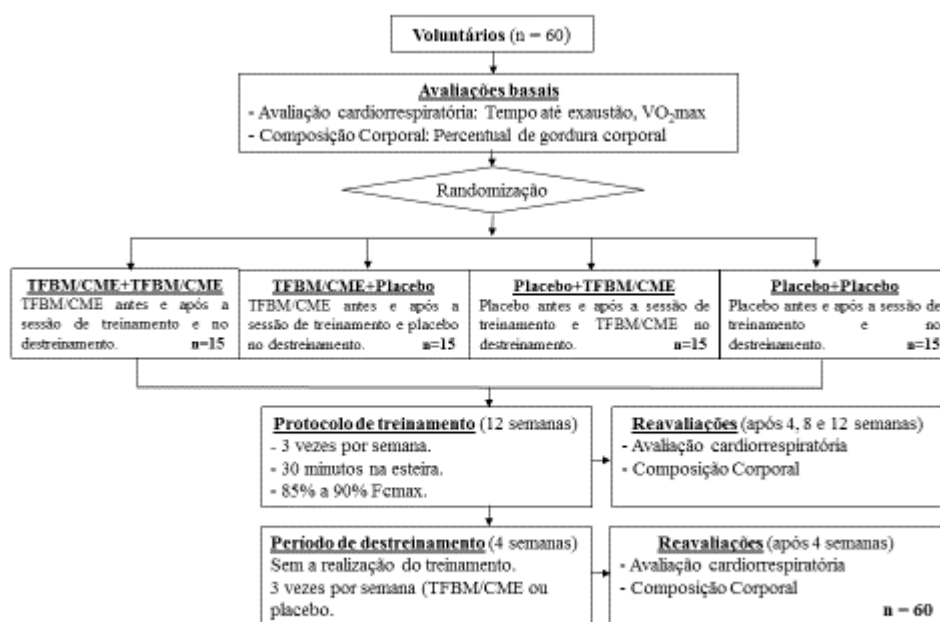 Voluntários (n = 60)
Avaliações basais
- Avaliação cardiorrespiratória: Tempo até exaustão, VO₂max
- Composição Corporal: Percentual de gordura corporal
Randomização
TFBM/CME+TFBM/CME
TFBM/CME antes e após a
sessão de treinamento e no
destreinamento. n=15
TFBM/CME+Placebo
TFBM/CME antes e após a
sessão de treinamento e placebo
no destreinamento. n=15
Placebo+TFBM/CME
Placebo antes e após a sessão de
treinamento e TFBM/CME no
destreinamento. n=15
Placebo+Placebo
Placebo antes e após a sessão de
treinamento e no
destreinamento. n=15
Protocolo de treinamento (12 semanas)
- 3 vezes por semana.
- 30 minutos na esteira.
- 85% a 90% Fcmax.
Reavaliações (após 4, 8 e 12 semanas)
- Avaliação cardiorrespiratória
- Composição Corporal
Período de destreinamento (4 semanas)
Sem a realização do treinamento.
3 vezes por semana (TFBM/CME ou
placebo.
Reavaliações (após 4 semanas)
- Avaliação cardiorrespiratória
- Composição Corporal
n = 60